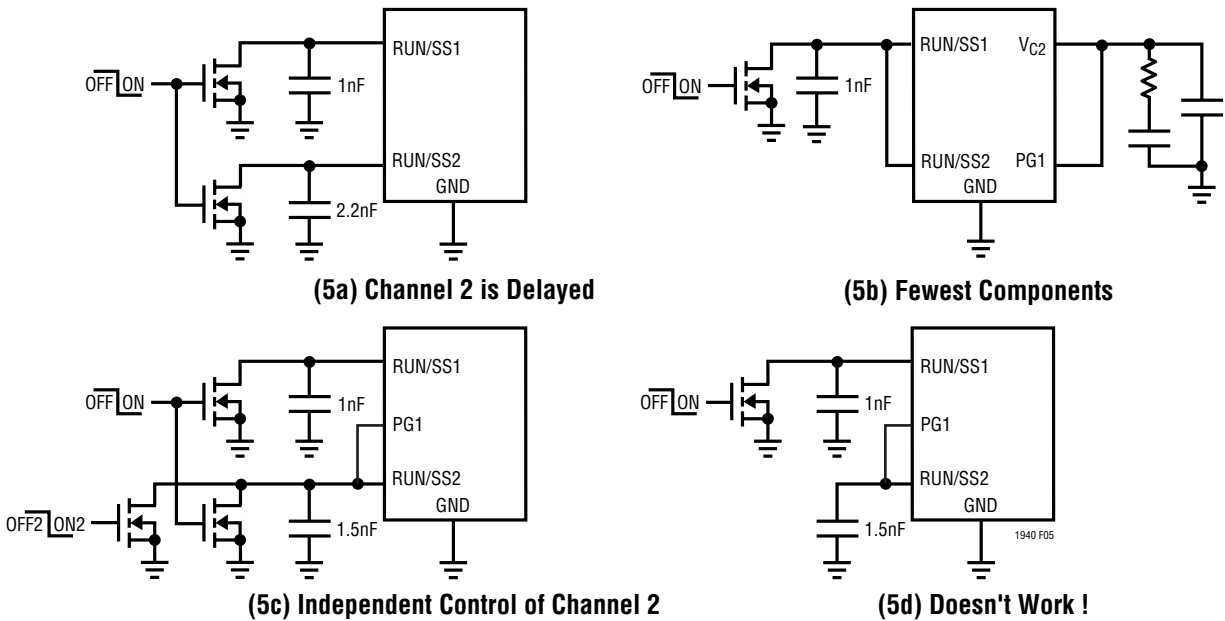 OFF ON
RUN/SS1
1nF
RUN/SS2
2.2nF
GND
(5a) Channel 2 is Delayed
OFF ON
1nF
RUN/SS1
VC2
RUN/SS2
PG1
GND
(5b) Fewest Components
OFF ON
RUN/SS1
1nF
PG1
RUN/SS2
OFF2 ON2
1.5nF
GND
(5c) Independent Control of Channel 2
OFF ON
RUN/SS1
1nF
PG1
RUN/SS2
1.5nF
GND
1940 F05
(5d) Doesn't Work !